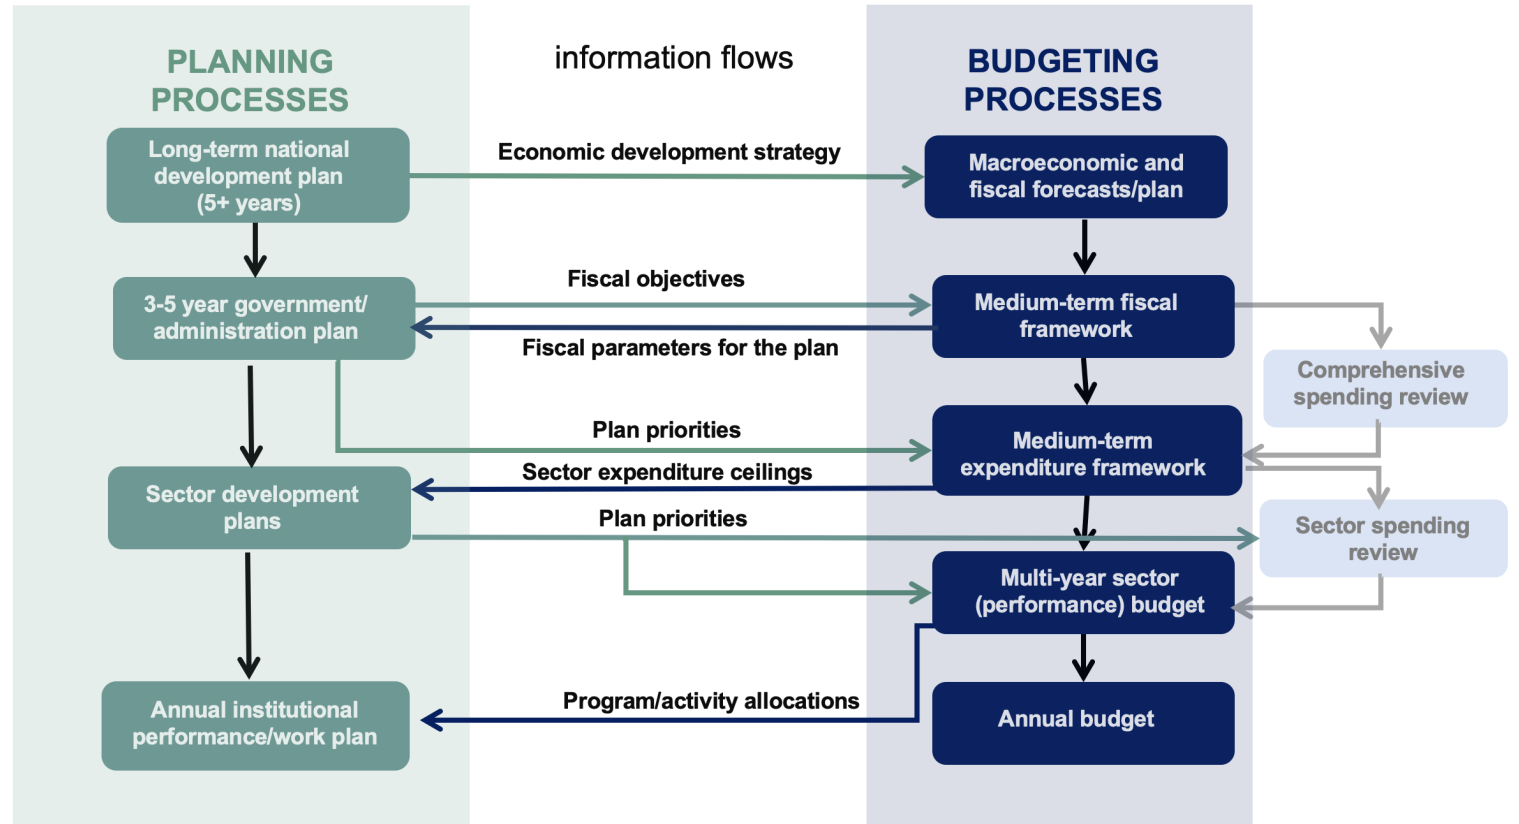 PLANNING
PROCESSES
information flows
BUDGETING
PROCESSES
Long-term national
development plan
(5+ years)
Economic development strategy
Macroeconomic and
fiscal forecasts/plan
3-5 year government/
administration plan
Fiscal objectives
Fiscal parameters for the plan
Medium-term fiscal
framework
Comprehensive
spending review
Plan priorities
Medium-term
expenditure framework
Sector expenditure ceilings
Sector development
plans
Plan priorities
Sector spending
review
Multi-year sector
(performance) budget
Program/activity allocations
Annual institutional
performance/work plan
Annual budget